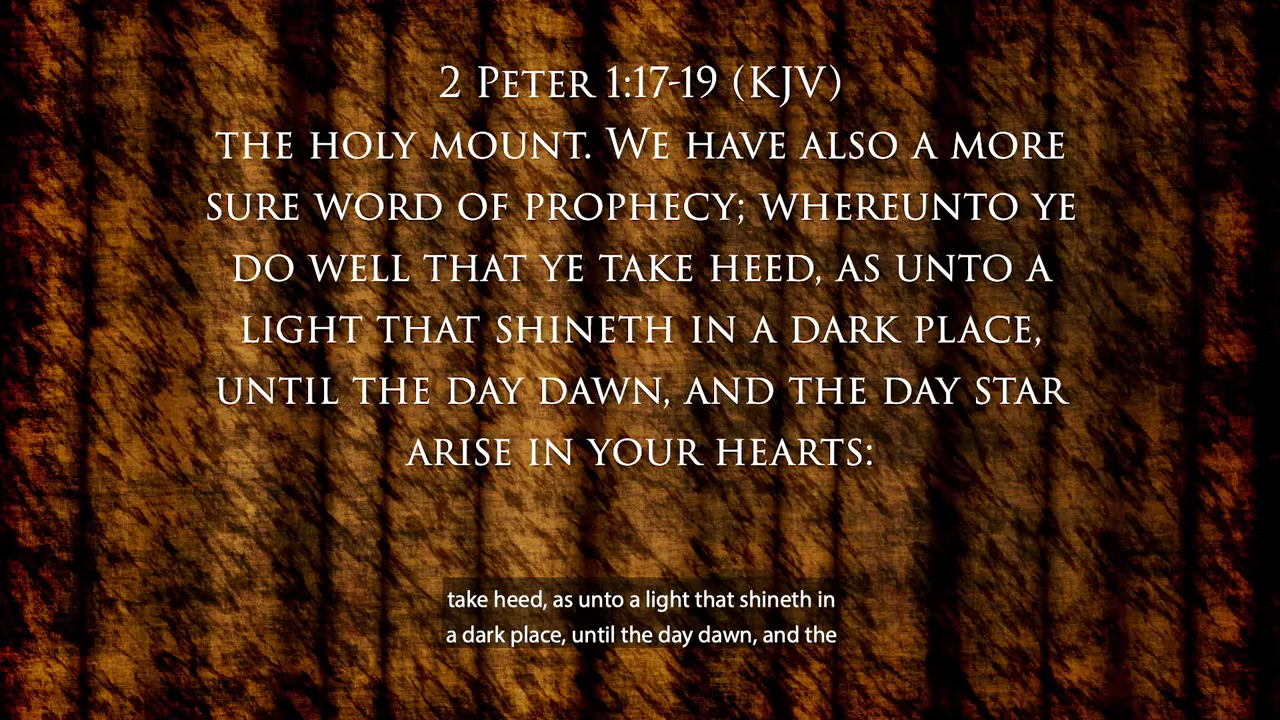 2 Peter 1:17-19 (KJV)
the holy mount. We have also a more
sure word of prophecy; whereunto ye
do well that ye take heed, as unto a
light that shineth in a dark place,
until the day dawn, and the day star
arise in your hearts:
take heed, as unto a light that shineth in
a dark place, until the day dawn, and the